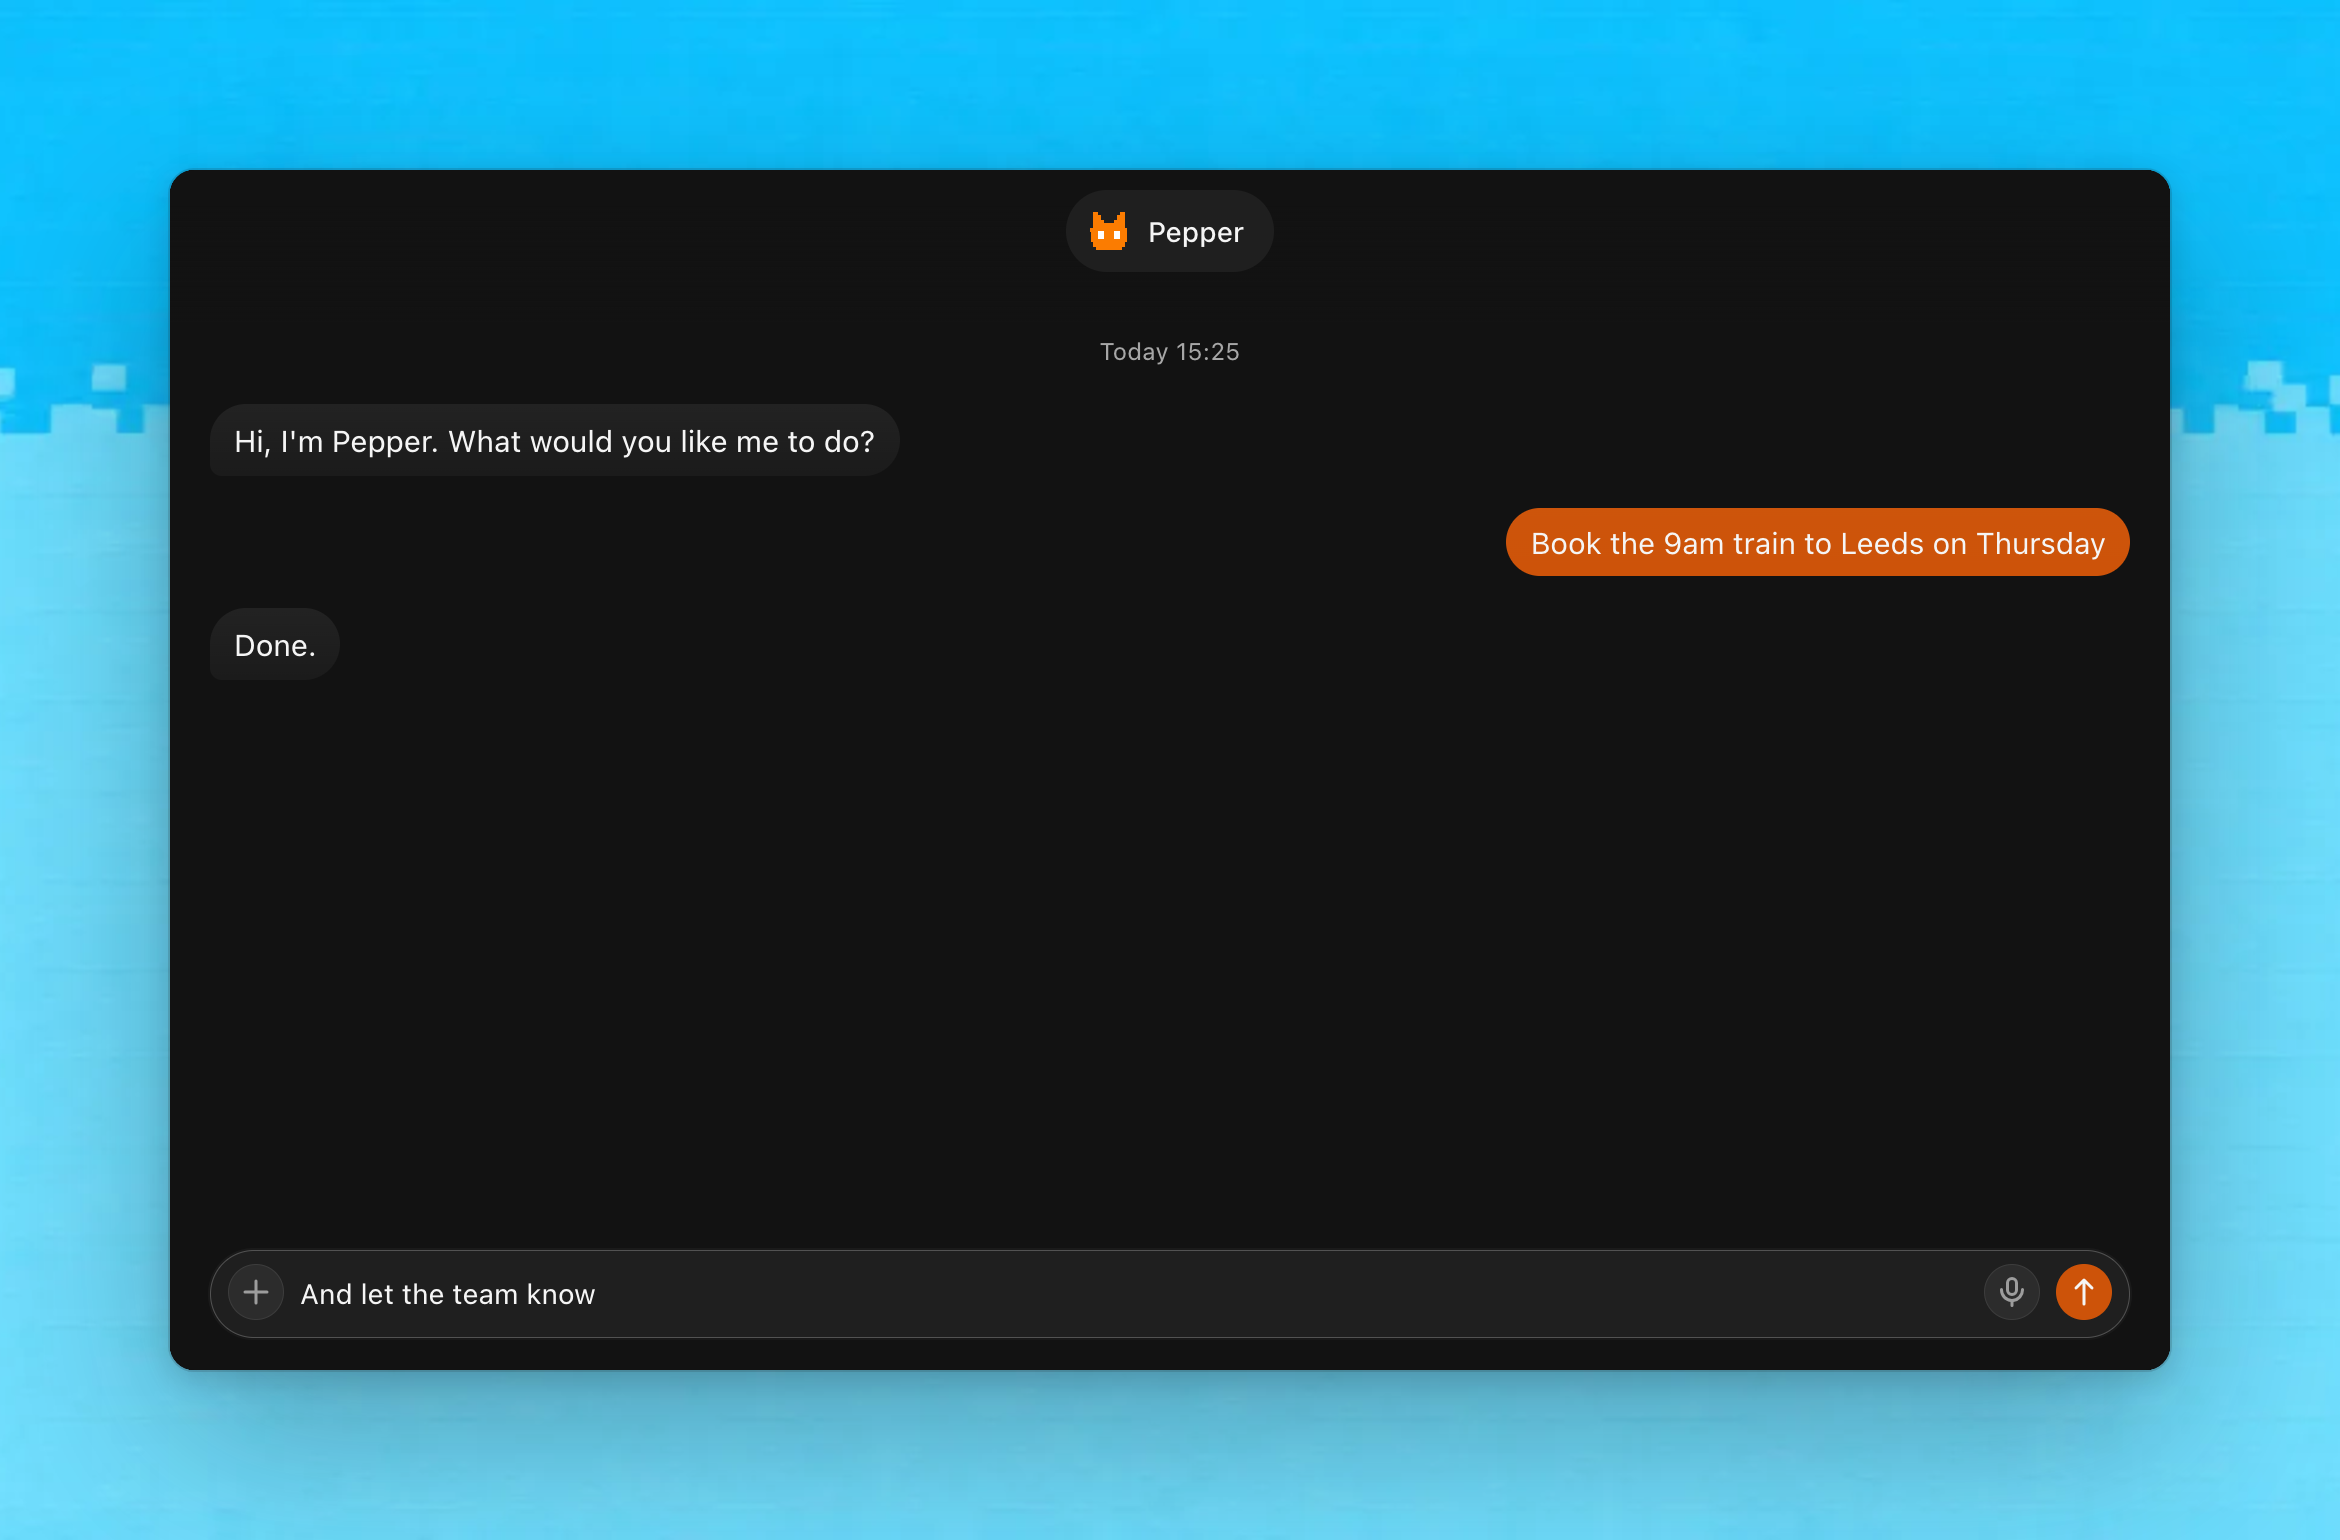 Pepper
Today 15:25
Hi, I'm Pepper. What would you like me to do?
Book the 9am train to Leeds on Thursday
Done.
And let the team know